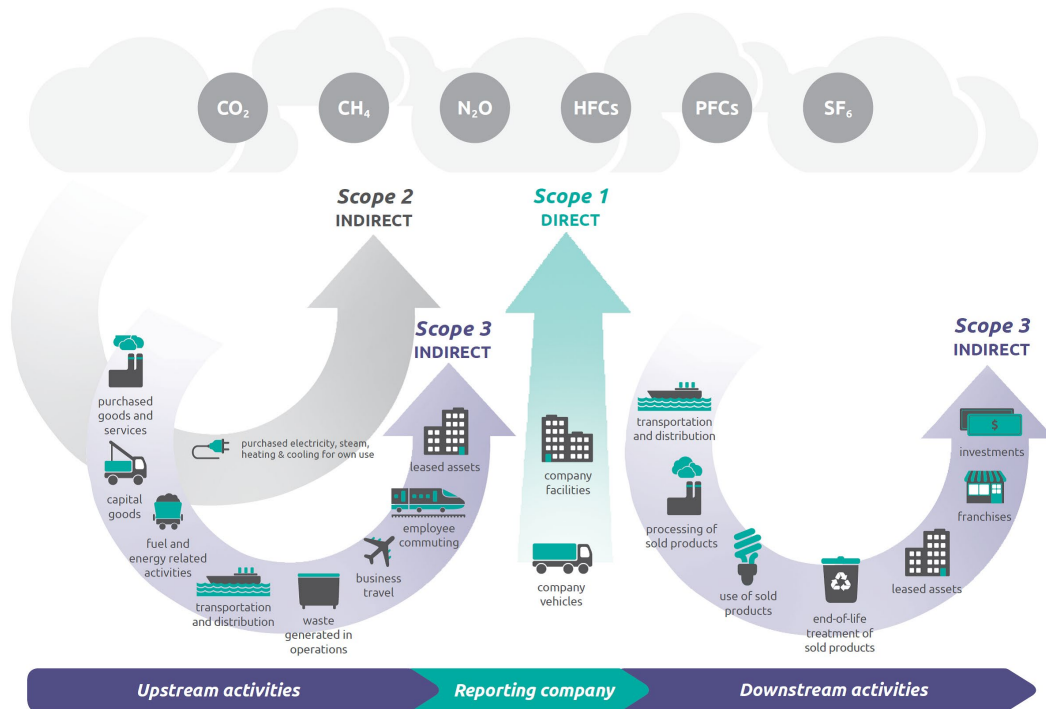 CO₂
CH₄
N₂O
HFCs
PFCs
SF₆
Scope 2
INDIRECT
Scope 1
DIRECT
Scope 3
INDIRECT
Scope 3
INDIRECT
purchased
goods and
services
capital
goods
fuel and
energy related
activities
transportation
and distribution
waste
generated in
operations
business
travel
employee
commuting
leased assets
purchased electricity, steam,
heating & cooling for own use
company
facilities
company
vehicles
transportation
and distribution
processing of
sold products
use of sold
products
end-of-life
treatment of
sold products
leased assets
franchises
$
investments
Upstream activities
Reporting company
Downstream activities